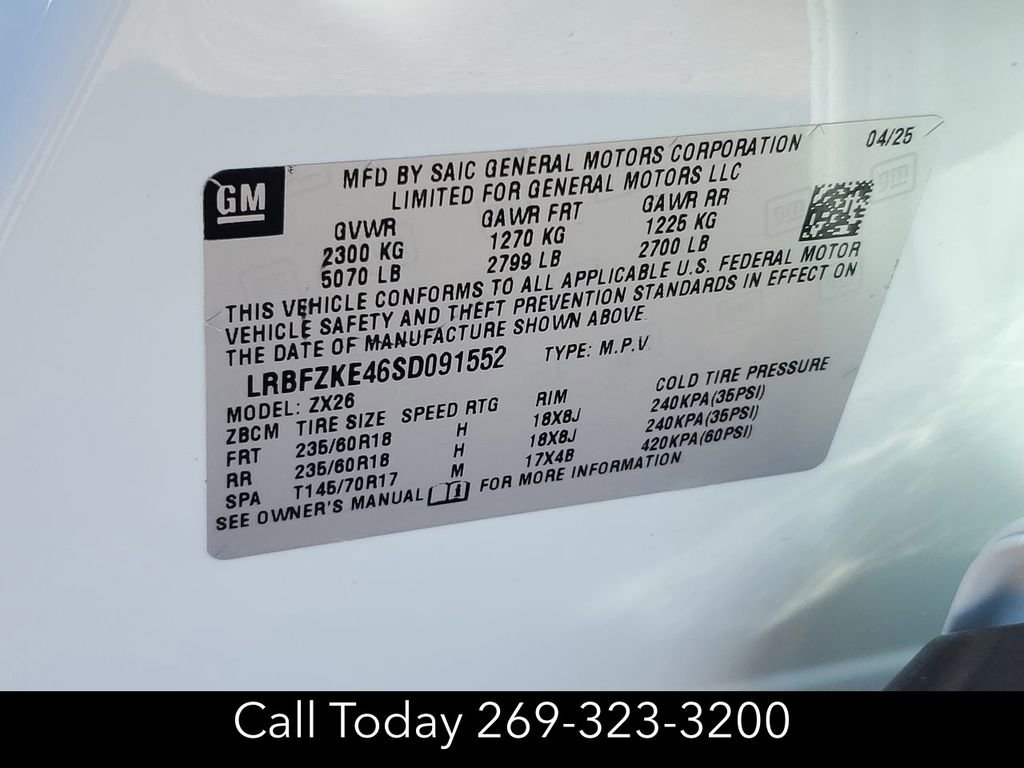 GM
MFD BY SAIC GENERAL MOTORS CORPORATION
04/25
LIMITED FOR GENERAL MOTORS LLC
GVWR GAWR FRT GAWR RR
2300 KG 1270 KG 1225 KG
5070 LB 2799 LB 2700 LB
THIS VEHICLE CONFORMS TO ALL APPLICABLE U.S. FEDERAL MOTOR
VEHICLE SAFETY AND THEFT PREVENTION STANDARDS IN EFFECT ON
THE DATE OF MANUFACTURE SHOWN ABOVE.
LRBFZKE46SD091552 TYPE: M.P.V.
MODEL: ZX26
ZBCM TIRE SIZE SPEED RTG RIM COLD TIRE PRESSURE
FRT 235/60R18 H 18X8J 240KPA(35PSI)
RR 235/60R18 H 18X8J 240KPA(35PSI)
SPA T145/70R17 M 17X4B 420KPA(60PSI)
SEE OWNER'S MANUAL FOR MORE INFORMATION
Call Today 269-323-3200